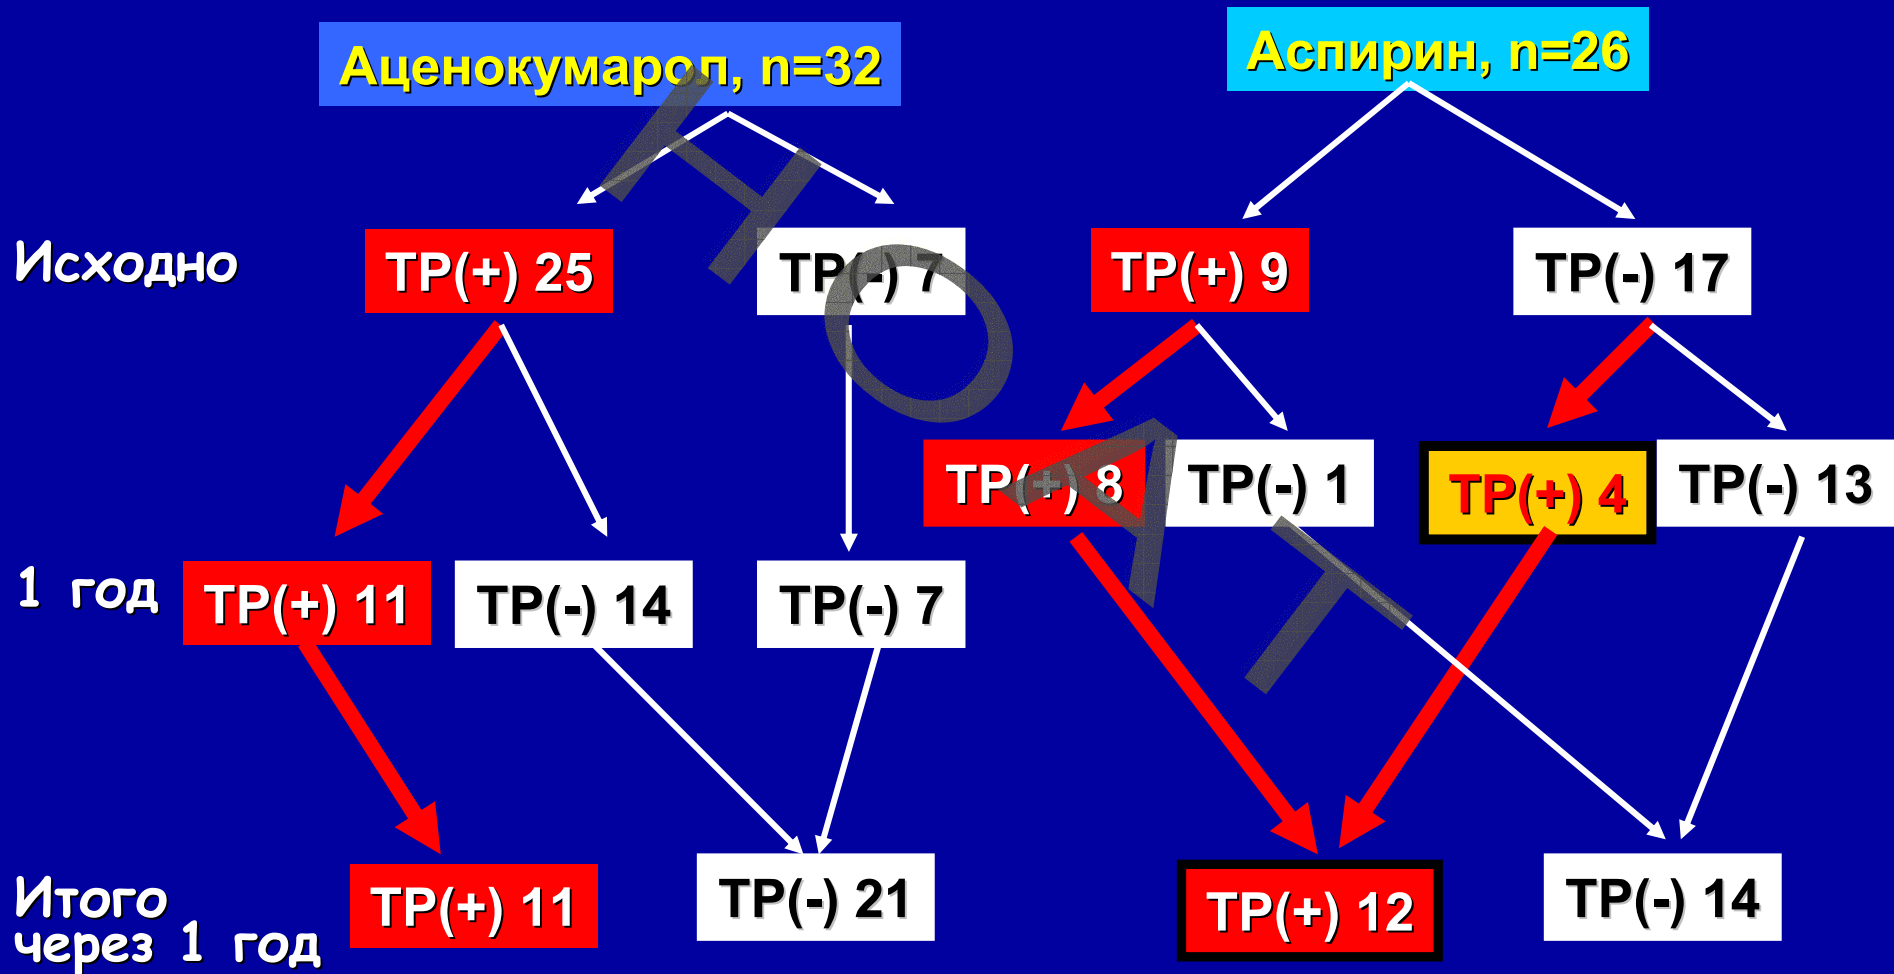 Аценокумарол, n=32
Аспирин, n=26
Исходно
ТР(+) 25
ТР(-) 7
ТР(+) 9
ТР(-) 17
ТР(+) 8
ТР(-) 1
ТР(+) 4
ТР(-) 13
1 год
ТР(+) 11
ТР(-) 14
ТР(-) 7
Итого
через 1 год
ТР(+) 11
ТР(-) 21
ТР(+) 12
ТР(-) 14
НОАТ